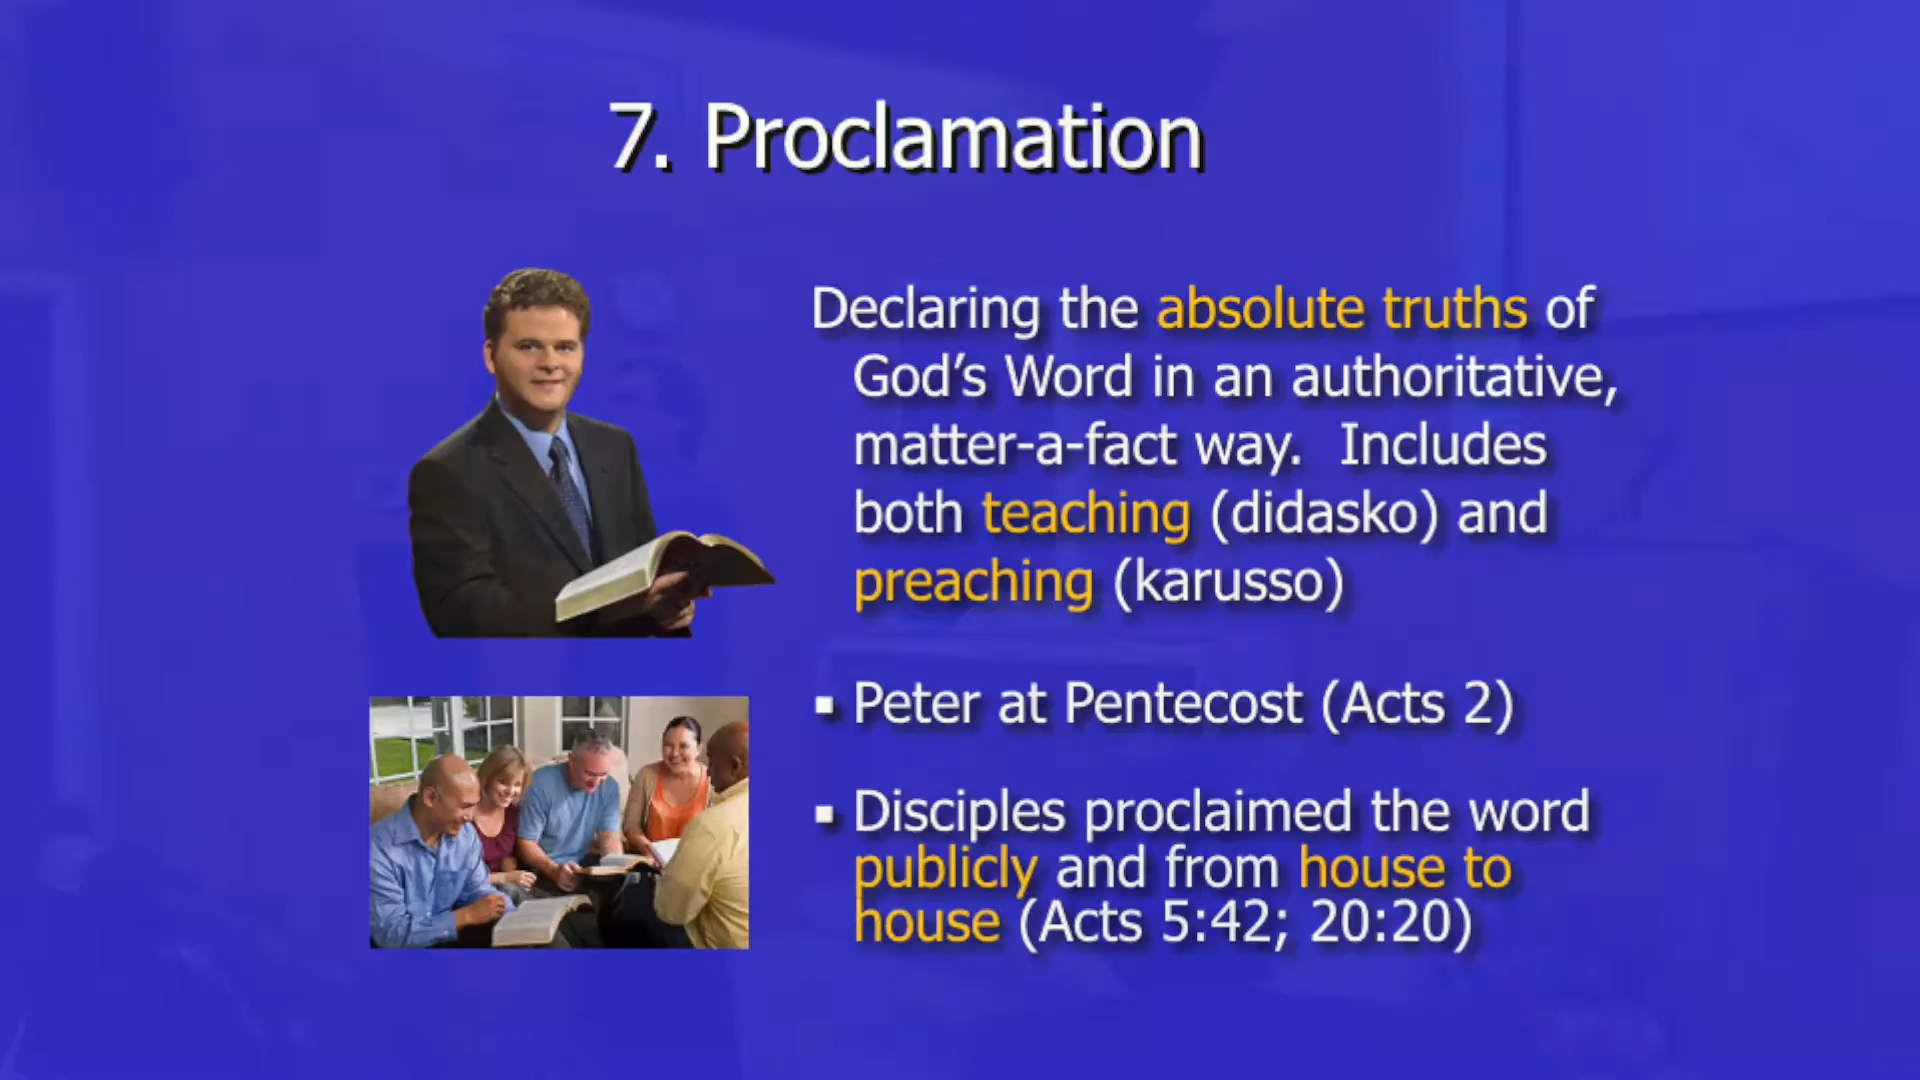 7. Proclamation
Declaring the absolute truths of
God’s Word in an authoritative,
matter-a-fact way. Includes
both teaching (didasko) and
preaching (karusso)
▪ Peter at Pentecost (Acts 2)
▪ Disciples proclaimed the word
publicly and from house to
house (Acts 5:42; 20:20)